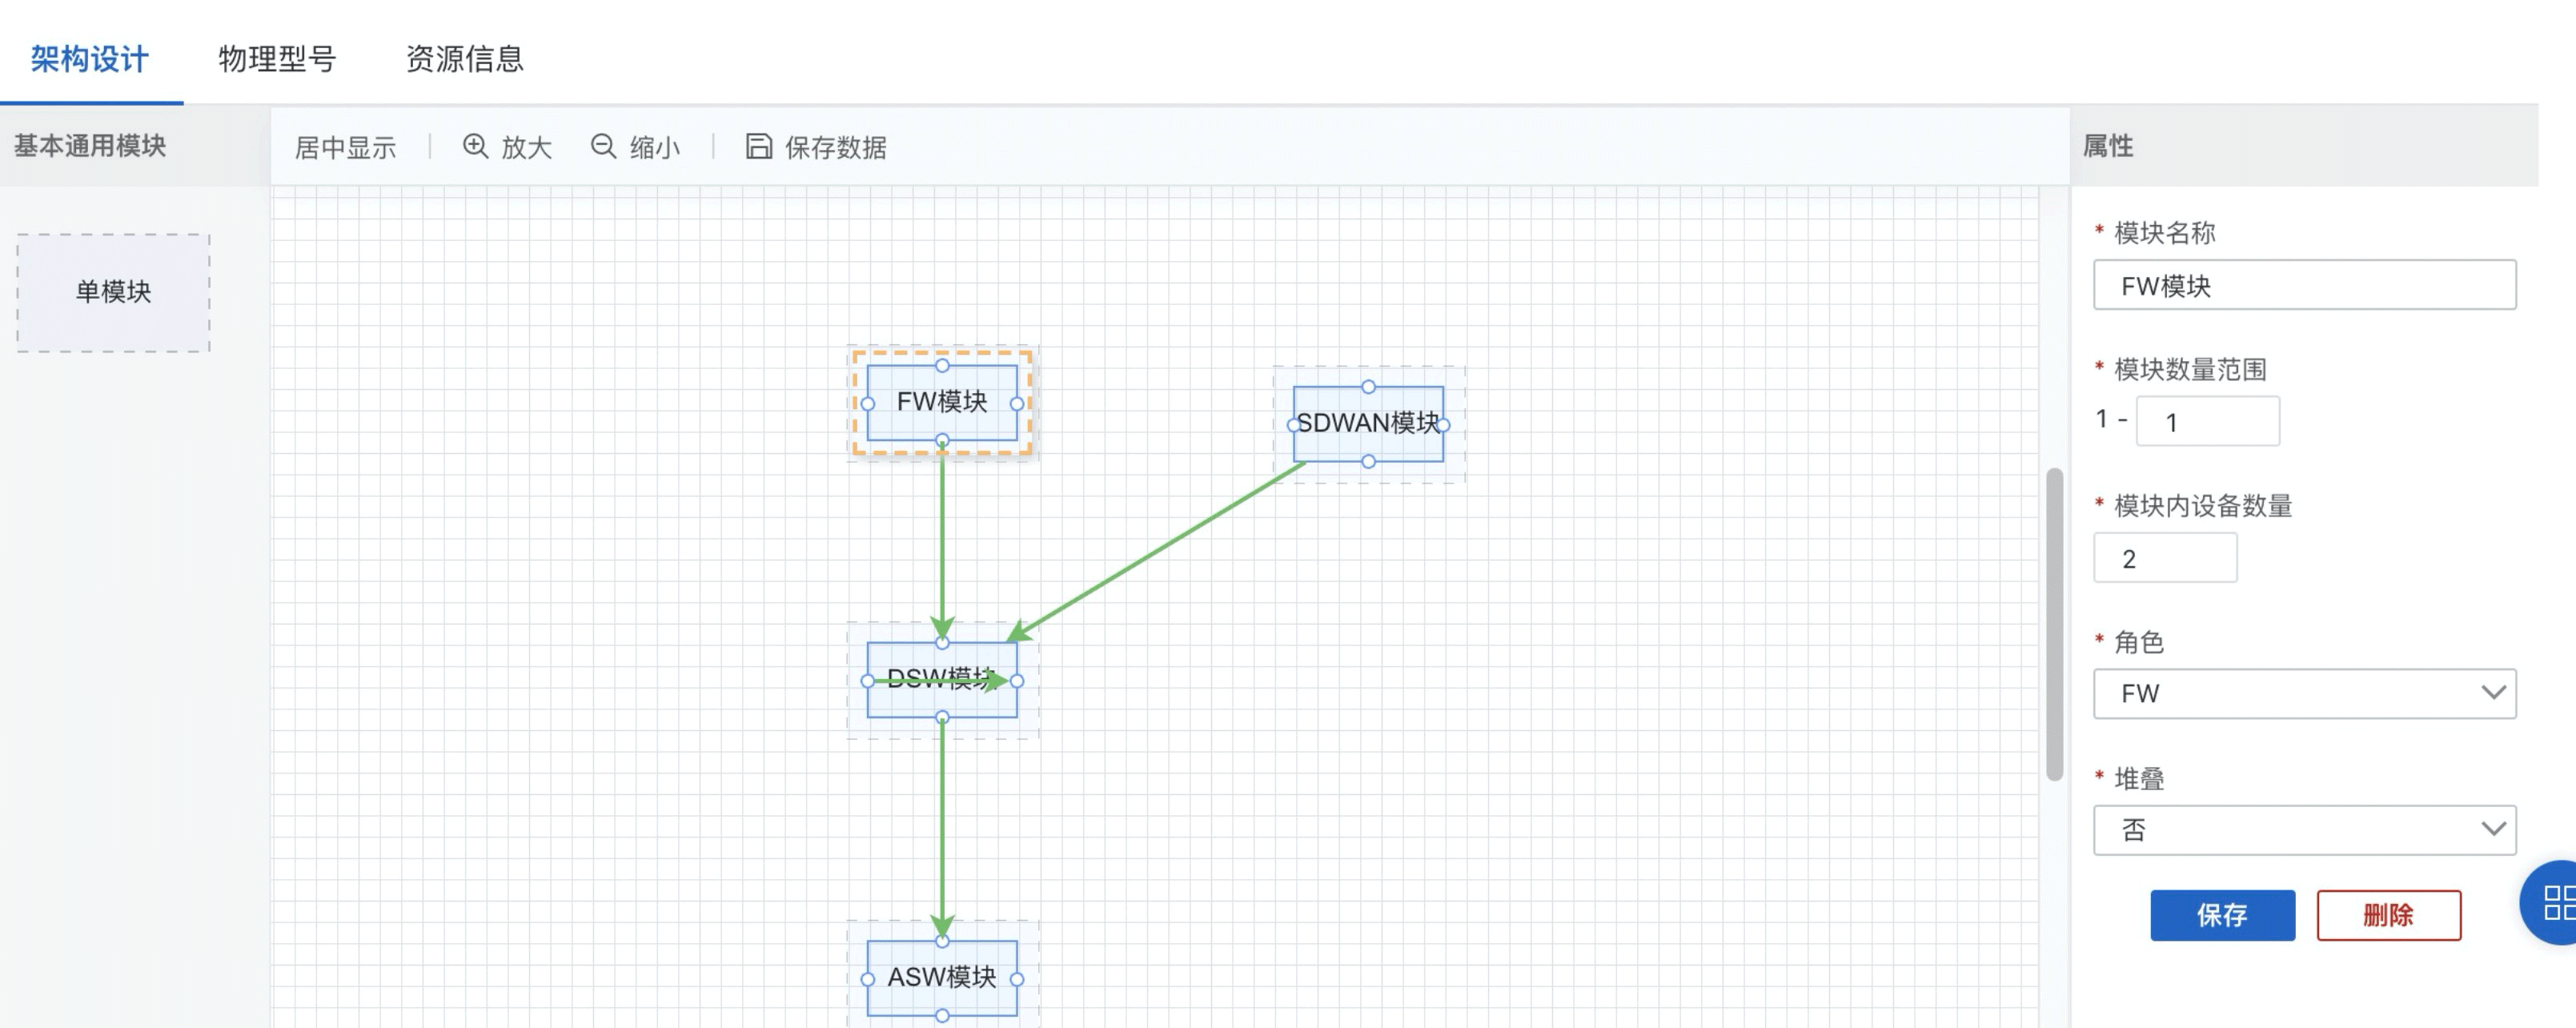 架构设计 物理型号 资源信息
基本通用模块
单模块
居中显示 放大 缩小 保存数据
FW模块
SDWAN模块
DSW模块
ASW模块
属性
* 模块名称
FW模块
* 模块数量范围
1 - 1
* 模块内设备数量
2
* 角色
FW
* 堆叠
否
保存 删除